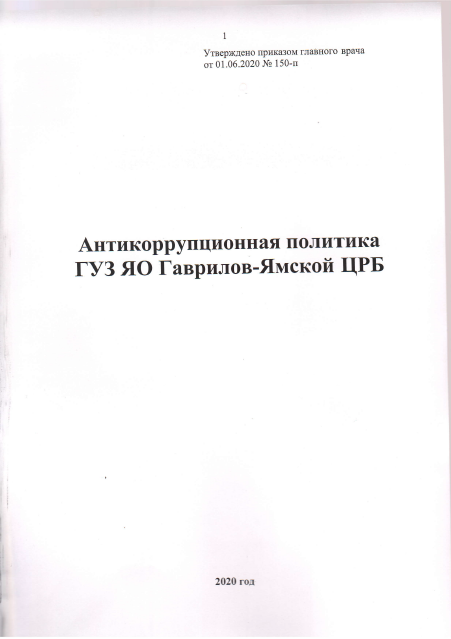 1
Утверждено приказом главного врача
от 01.06.2020 № 150-п
Антикоррупционная политика
ГУЗ ЯО Гаврилов-Ямской ЦРБ
2020 год